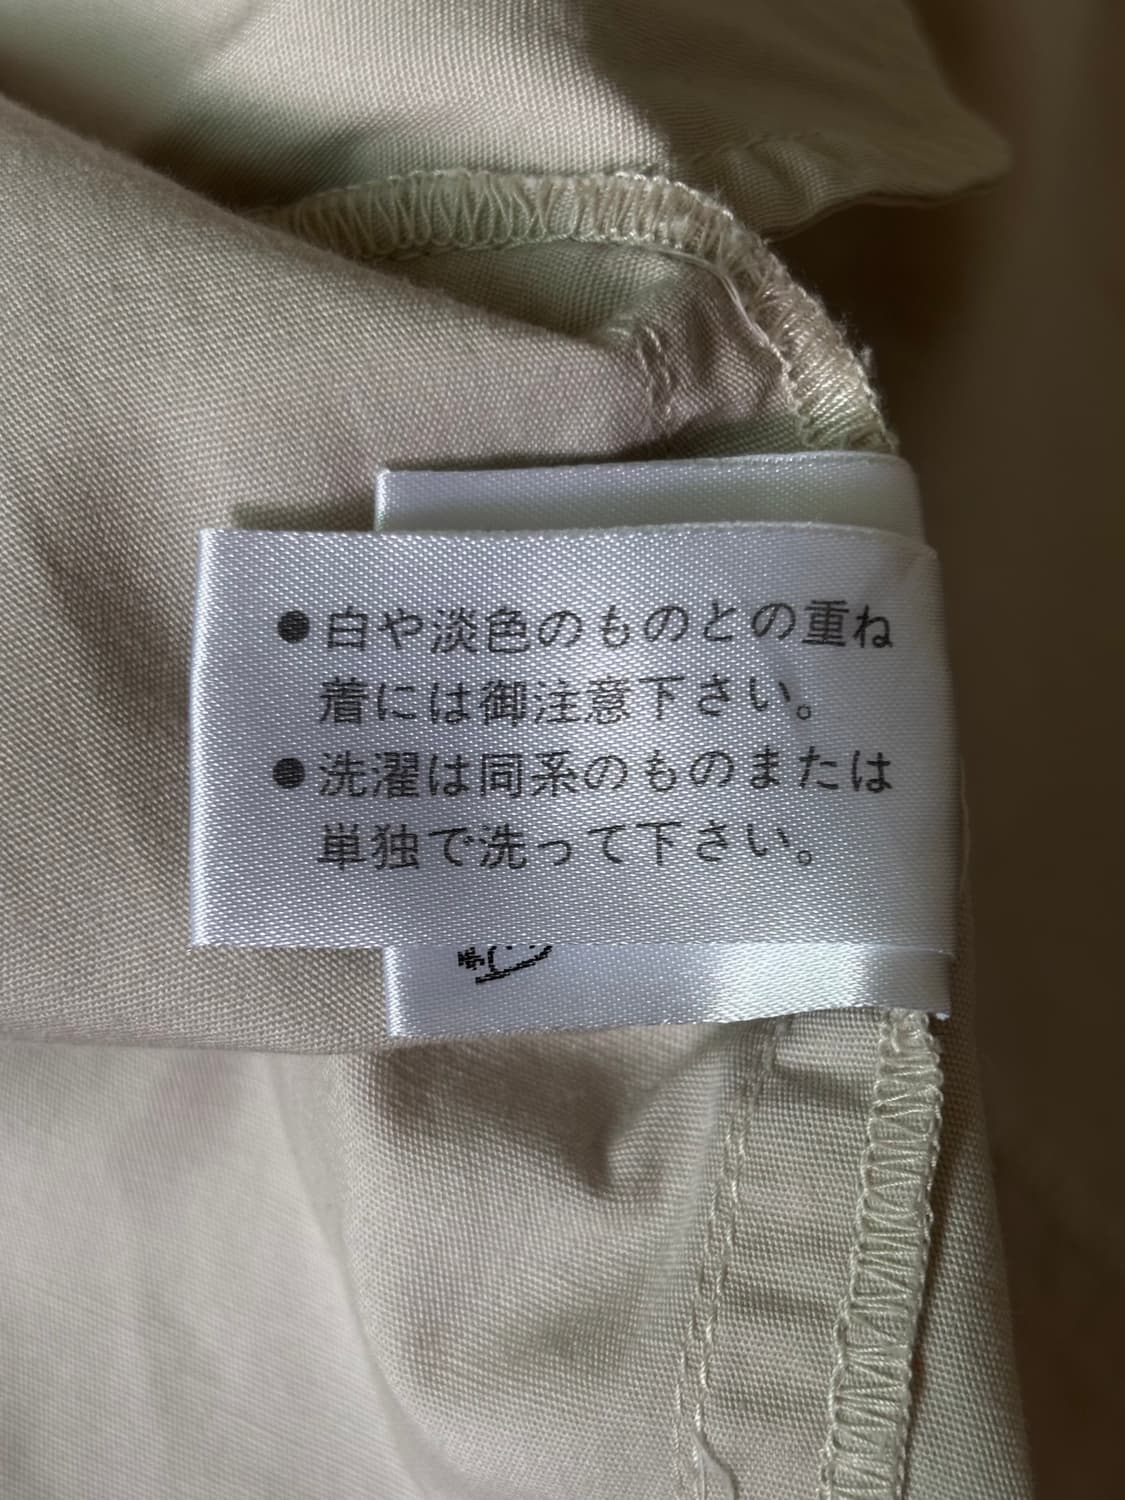 ●白や淡色のものとの重ね
着には御注意下さい。
●洗濯は同系のものまたは
単独で洗って下さい。